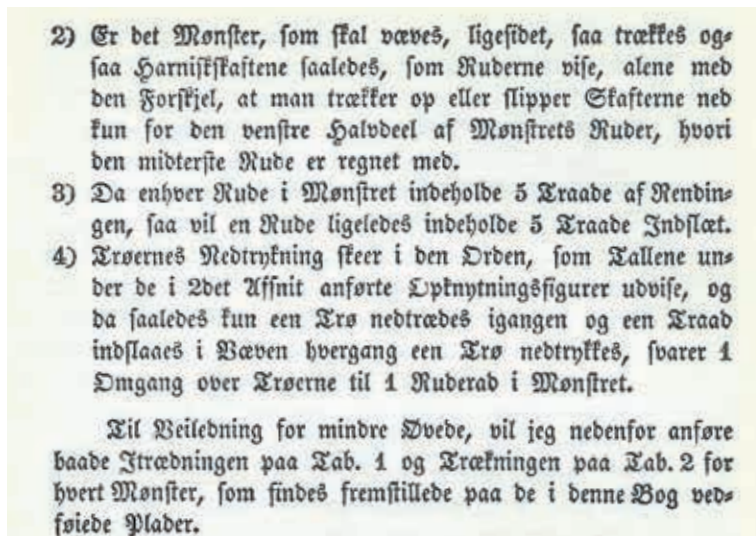 2) Er det Mønster, som skal væves, ligesidet, saa trækkes og-
saa Harniskskaftene saaledes, som Ruderne vise, alene med
den Forskjel, at man trækker op eller slipper Skafterne ned
kun for den venstre Halvdeel af Mønstrets Ruder, hvori
den midterste Rude er regnet med.
3) Da enhver Rude i Mønstret indeholde 5 Traade af Rendin-
gen, saa vil en Rude ligeledes indeholde 5 Traade Indslæt.
4) Trøernes Nedtrykning skeer i den Orden, som Tallene un-
der de i 2det Affnit anførte Opknytningsfigurer udvise, og
da saaledes kun een Trø nedtrædes igangen og een Traad
indslaaes i Væven hvergang een Trø nedtrykkes, svarer 1
Omgang over Trøerne til 1 Ruderad i Mønstret.
Til Veiledning for mindre Øvede, vil jeg nedenfor anføre
baade Itrædningen paa Tab. 1 og Trækningen paa Tab. 2 for
hvert Mønster, som findes fremstillede paa de i denne Bog ved-
føiede Plader.